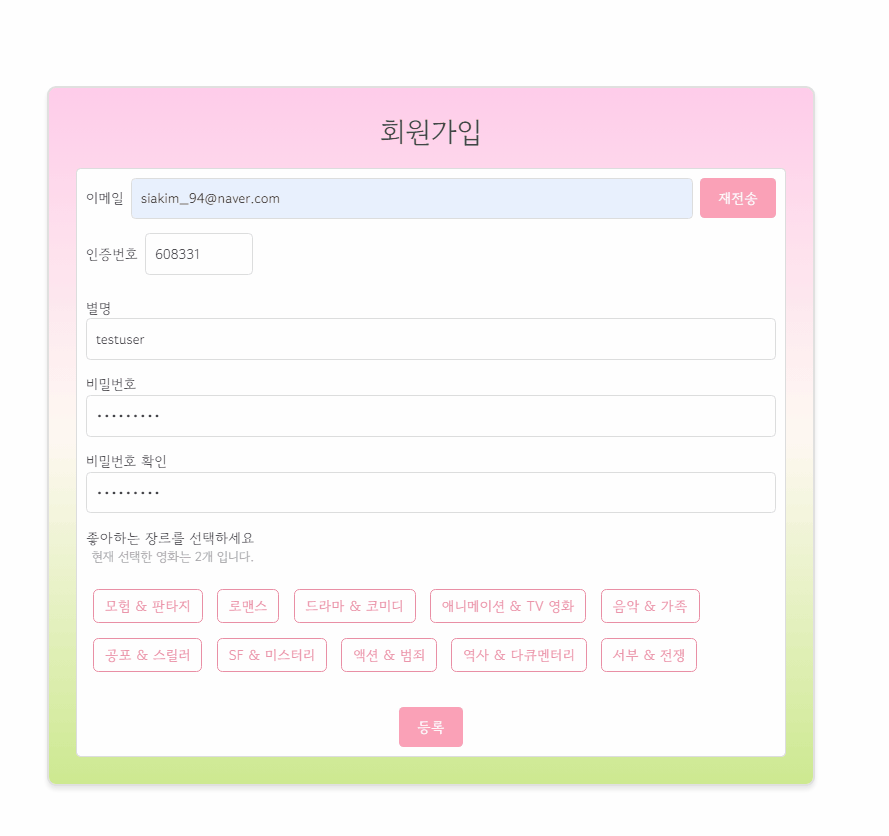 회원가입
이메일 siakim_94@naver.com 재전송
인증번호 608331
별명
testuser
비밀번호
•••••••••
비밀번호 확인
•••••••••
좋아하는 장르를 선택하세요
현재 선택한 영화는 2개 입니다.
모험 & 판타지 로맨스 드라마 & 코미디 애니메이션 & TV 영화 음악 & 가족
공포 & 스릴러 SF & 미스터리 액션 & 범죄 역사 & 다큐멘터리 서부 & 전쟁
등록